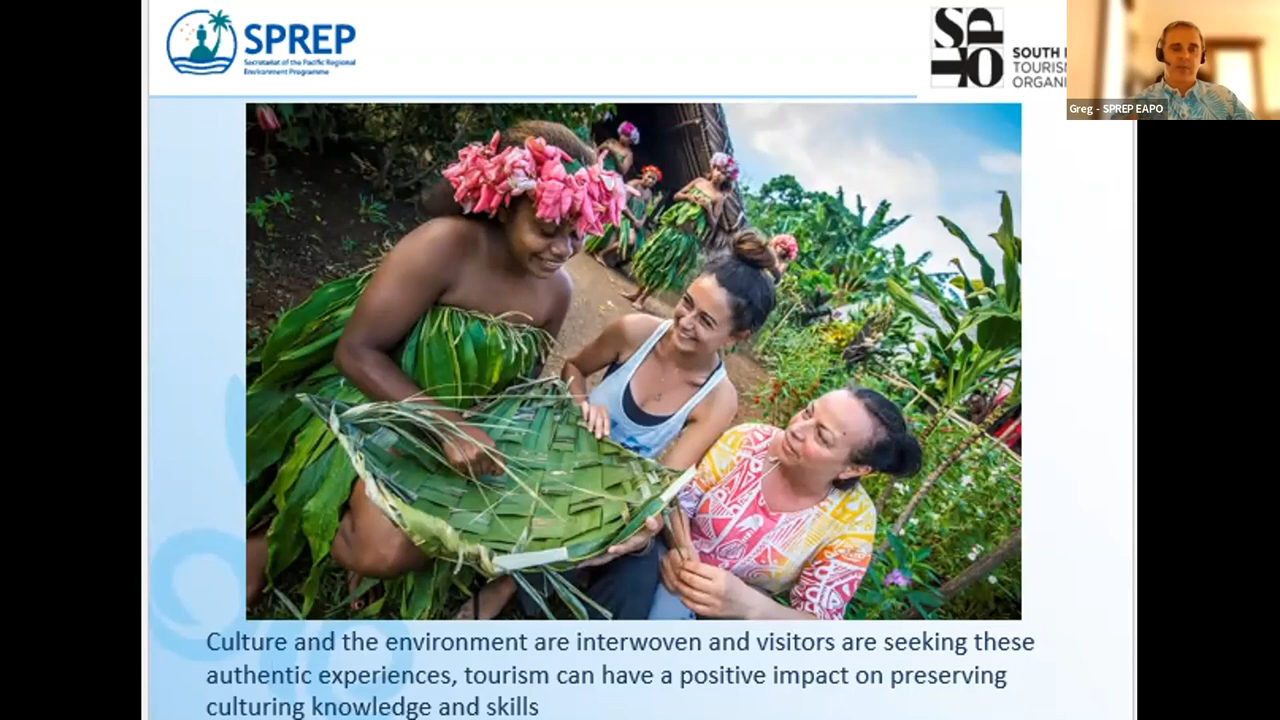 SPREP
Secretariat of the Pacific Regional
Environment Programme
SPTO
SOUTH
TOURIS
ORGANI
Greg - SPREP EAPO
Culture and the environment are interwoven and visitors are seeking these
authentic experiences, tourism can have a positive impact on preserving
culturing knowledge and skills